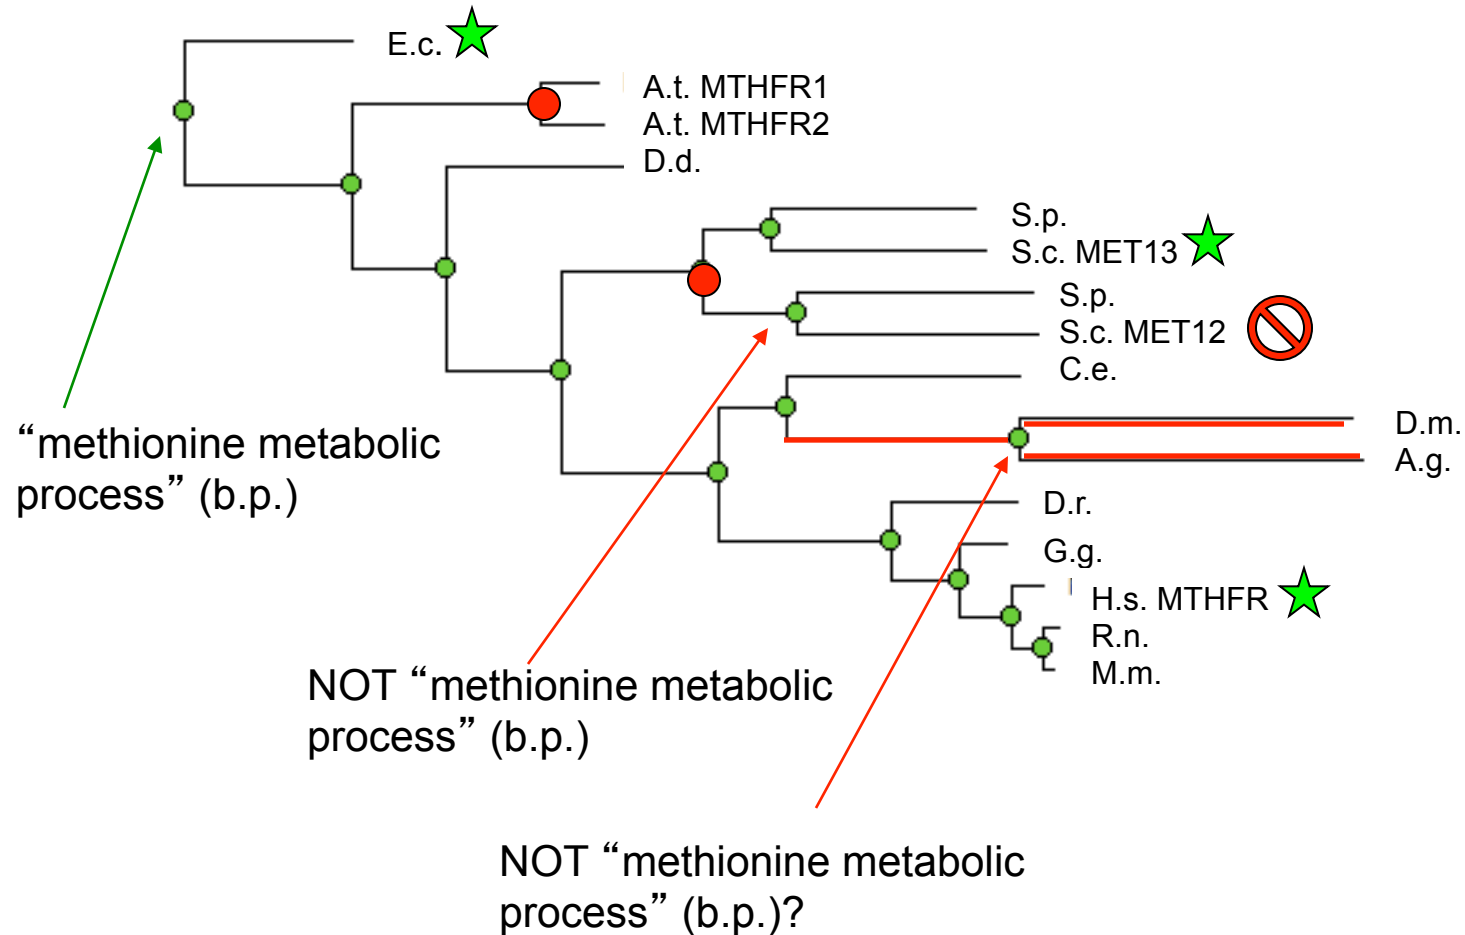 E.c.
A.t. MTHFR1
A.t. MTHFR2
D.d.
S.p.
S.c. MET13
S.p.
S.c. MET12
C.e.
D.m.
A.g.
“methionine metabolic
process” (b.p.)
D.r.
G.g.
H.s. MTHFR
R.n.
M.m.
NOT “methionine metabolic
process” (b.p.)
NOT “methionine metabolic
process” (b.p.)?